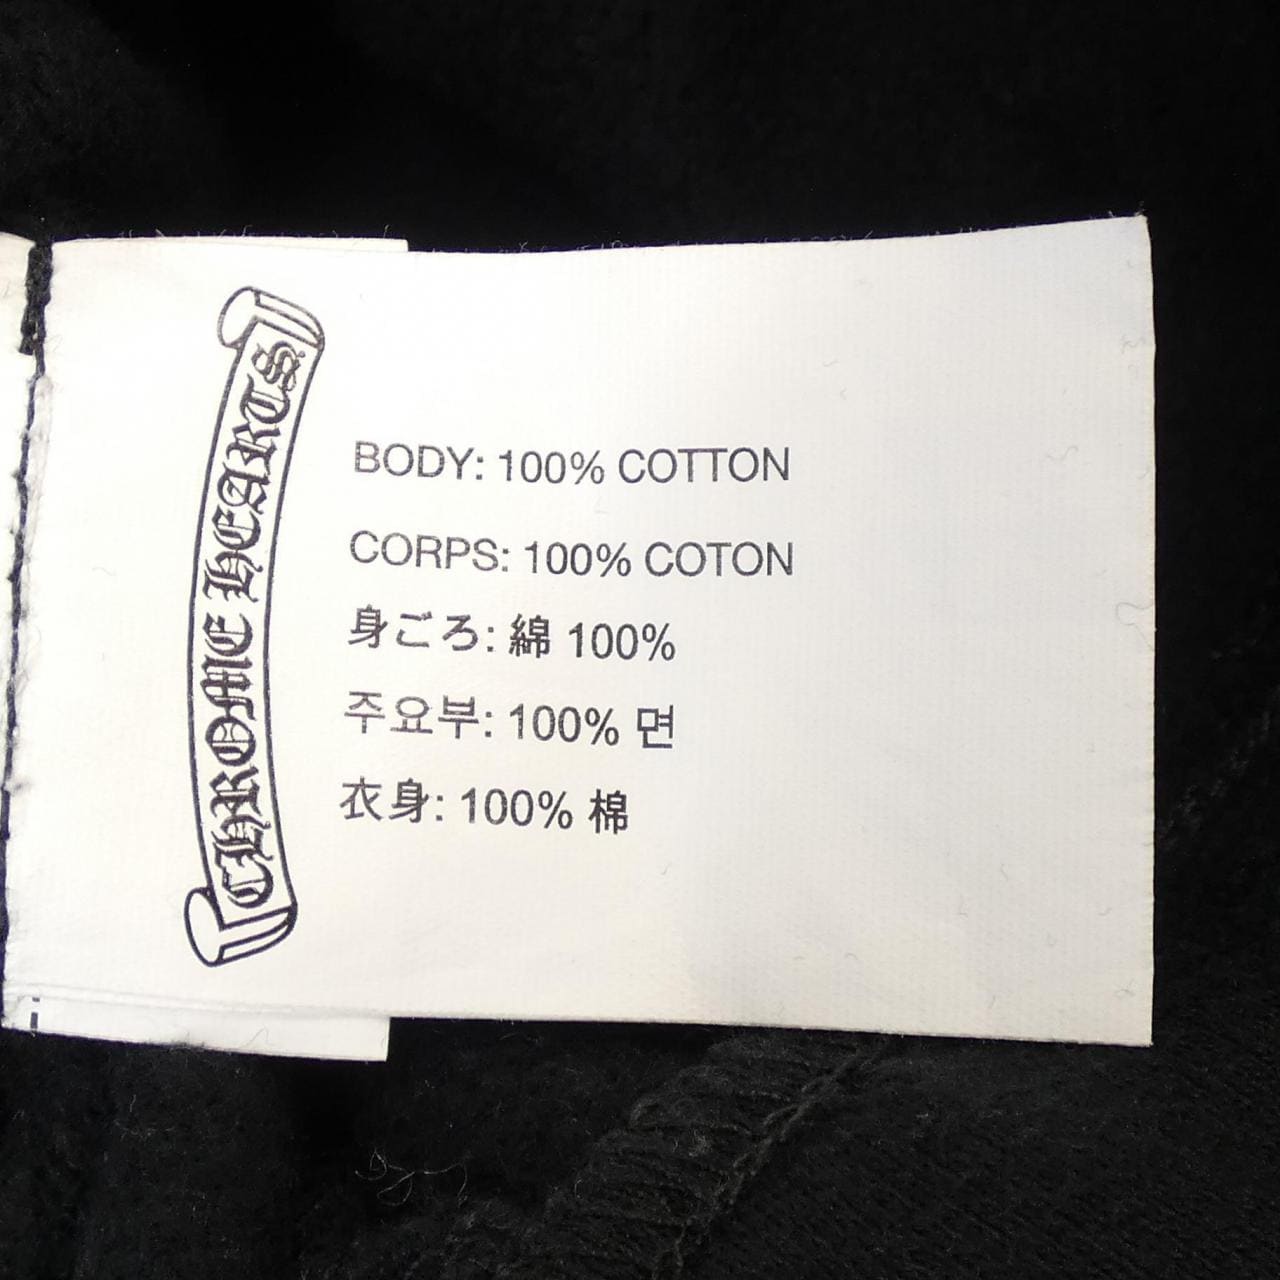 CHROME HEARTS
BODY: 100% COTTON
CORPS: 100% COTON
身ごろ: 綿 100%
주요부: 100% 면
衣身: 100% 棉